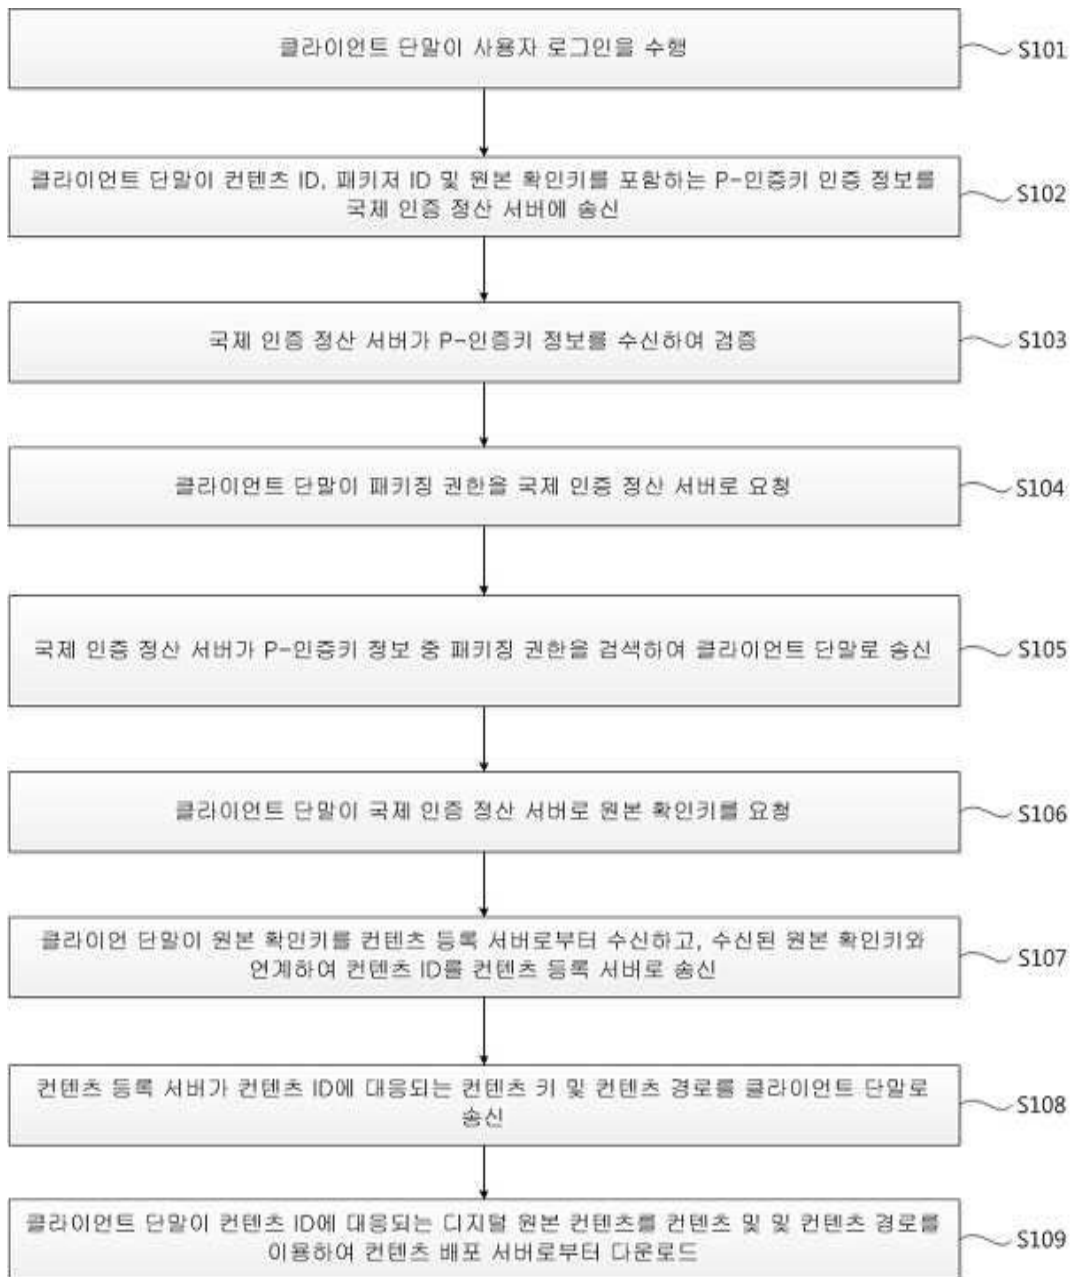 클라이언트 단말이 사용자 로그인을 수행
S101
클라이언트 단말이 컨텐츠 ID, 패키저 ID 및 원본 확인키를 포함하는 P-인증키 인증 정보를
국제 인증 정산 서버에 송신
S102
국제 인증 정산 서버가 P-인증키 정보를 수신하여 검증
S103
클라이언트 단말이 패키징 권한을 국제 인증 정산 서버로 요청
S104
국제 인증 정산 서버가 P-인증키 정보 중 패키징 권한을 검색하여 클라이언트 단말로 송신
S105
클라이언트 단말이 국제 인증 정산 서버로 원본 확인키를 요청
S106
클라이언 단말이 원본 확인키를 컨텐츠 등록 서버로부터 수신하고, 수신된 원본 확인키와
연계하여 컨텐츠 ID를 컨텐츠 등록 서버로 송신
S107
컨텐츠 등록 서버가 컨텐츠 ID에 대응되는 컨텐츠 키 및 컨텐츠 경로를 클라이언트 단말로
송신
S108
클라이언트 단말이 컨텐츠 ID에 대응되는 디지털 원본 컨텐츠를 컨텐츠 및 및 컨텐츠 경로를
이용하여 컨텐츠 배포 서버로부터 다운로드
S109